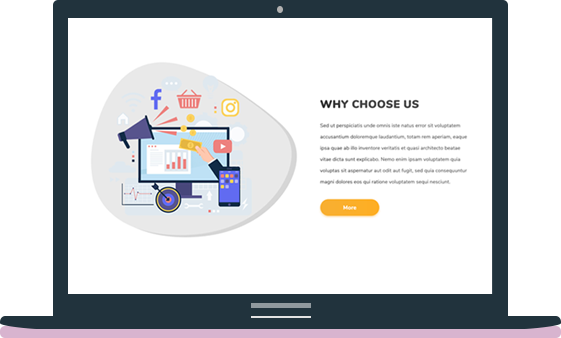 WHY CHOOSE US
Sed ut perspiciatis unde omnis iste natus error sit voluptatem
accusantium doloremque laudantium, totam rem aperiam, eaque
ipsa quae ab illo inventore veritatis et quasi architecto beatae
vitae dicta sunt explicabo. Nemo enim ipsam voluptatem quia
voluptas sit aspernatur aut odit aut fugit, sed quia consequuntur
magni dolores eos qui ratione voluptatem sequi nesciunt.
More